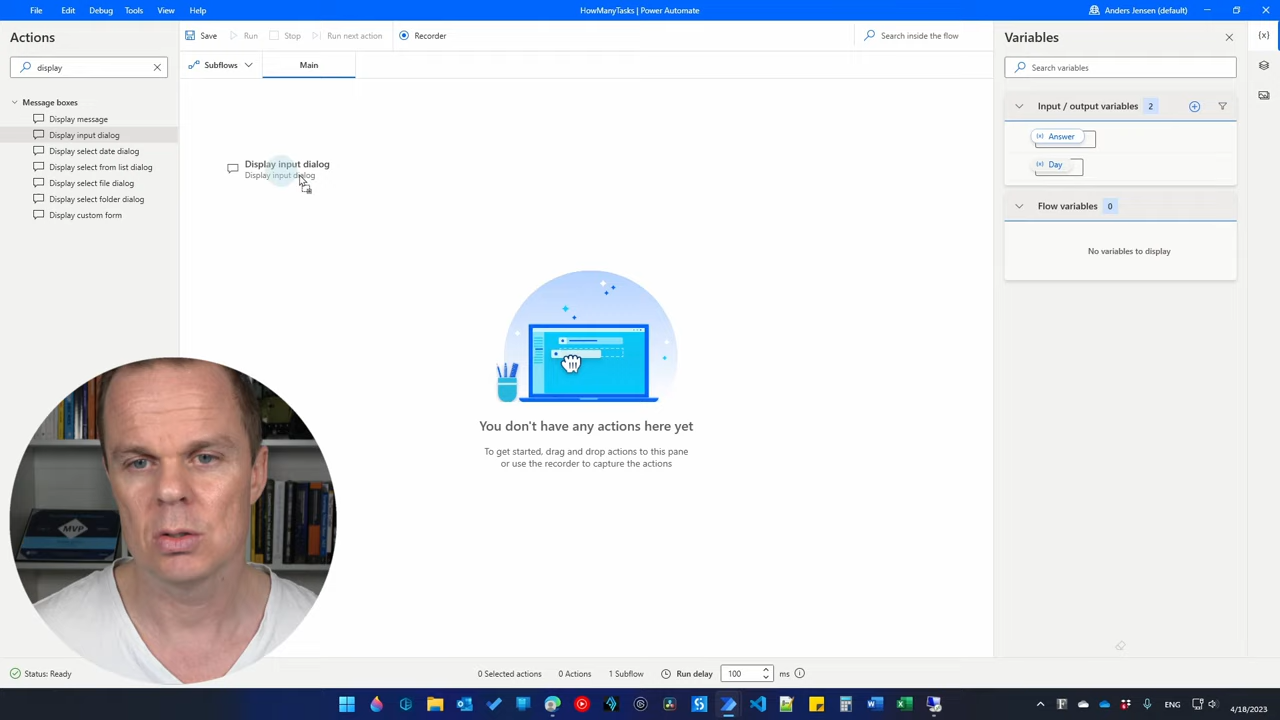 File Edit Debug Tools View Help
HowManyTasks | Power Automate
Anders Jensen (default)
Actions
display
Message boxes
Display message
Display input dialog
Display select date dialog
Display select from list dialog
Display select file dialog
Display select folder dialog
Display custom form
Save Run Stop Run next action Recorder
Search inside the flow
Subflows
Main
Display input dialog
Display input dialog
You don't have any actions here yet
To get started, drag and drop actions to this pane
or use the recorder to capture the actions
Variables
Search variables
Input / output variables 2
Answer
Day
Flow variables 0
No variables to display
MVP
Status: Ready
0 Selected actions 0 Actions 1 Subflow Run delay 100 ms
ENG
4/18/2023